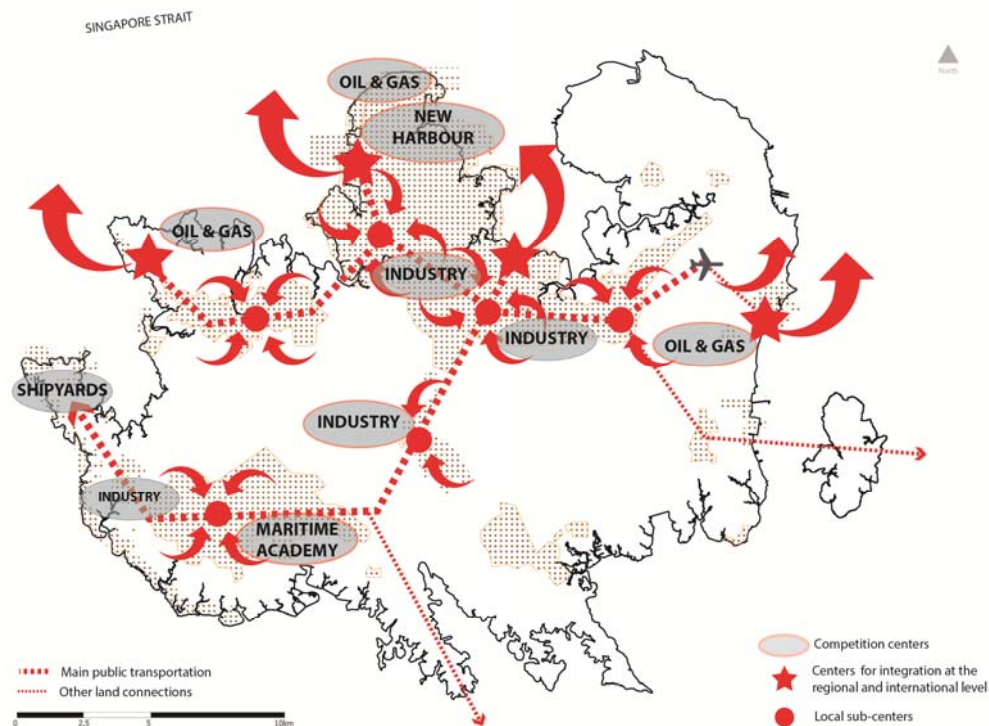 SINGAPORE STRAIT
North
OIL & GAS
NEW
HARBOUR
OIL & GAS
INDUSTRY
INDUSTRY
OIL & GAS
SHIPYARDS
INDUSTRY
INDUSTRY
MARITIME
ACADEMY
Main public transportation
Other land connections
0 2.5 5 10km
Competition centers
Centers for integration at the
regional and international level
Local sub-centers